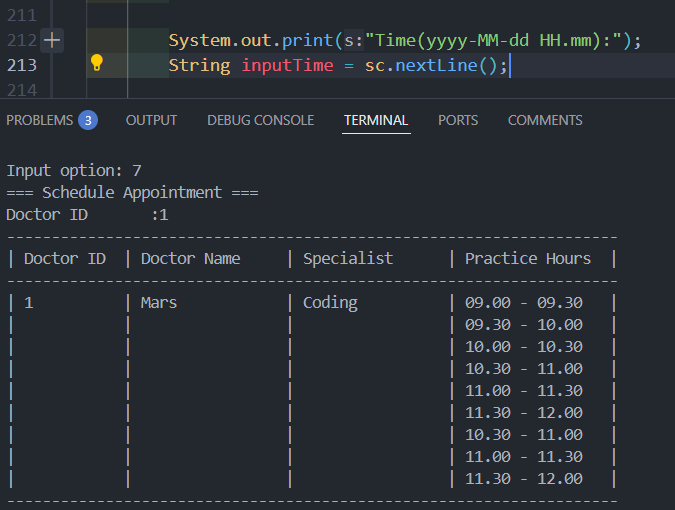 211
212 + System.out.print(s:"Time(yyyy-MM-dd HH.mm):");
213 String inputTime = sc.nextLine();
214
PROBLEMS 3 OUTPUT DEBUG CONSOLE TERMINAL PORTS COMMENTS
Input option: 7
=== Schedule Appointment ===
Doctor ID       :1
--------------------------------------------------------------------
| Doctor ID  | Doctor Name     | Specialist      | Practice Hours  |
--------------------------------------------------------------------
| 1          | Mars            | Coding          | 09.00 - 09.30   |
|            |                 |                 | 09.30 - 10.00   |
|            |                 |                 | 10.00 - 10.30   |
|            |                 |                 | 10.30 - 11.00   |
|            |                 |                 | 11.00 - 11.30   |
|            |                 |                 | 11.30 - 12.00   |
|            |                 |                 | 10.30 - 11.00   |
|            |                 |                 | 11.00 - 11.30   |
|            |                 |                 | 11.30 - 12.00   |
--------------------------------------------------------------------